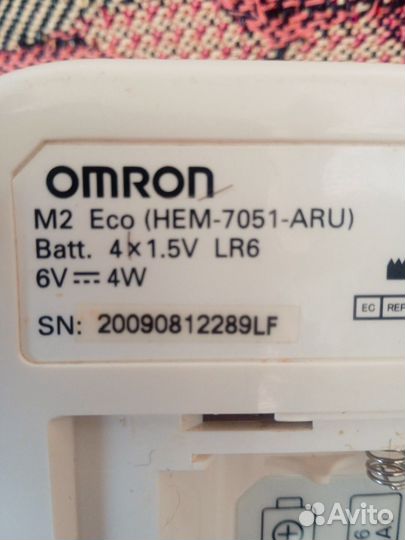 OMRON
M2 Eco (HEM-7051-ARU)
Batt. 4×1.5V LR6
6V⎓4W
EC REP
SN: 20090812289LF
Avito